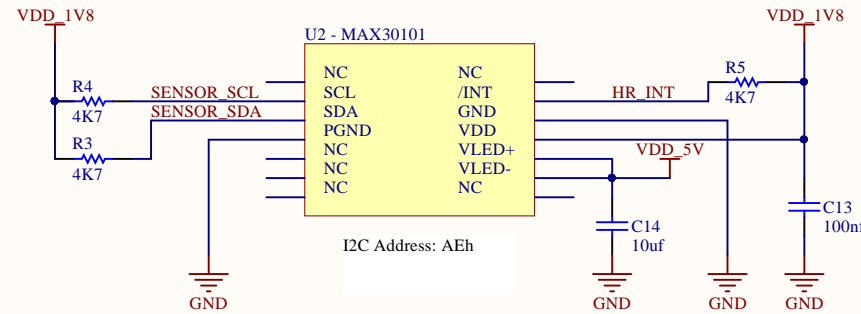 VDD_1V8
VDD_1V8
U2 - MAX30101
NC
SCL
SDA
PGND
NC
NC
NC
NC
/INT
GND
VDD
VLED+
VLED-
NC
R4
4K7
SENSOR_SCL
SENSOR_SDA
R3
4K7
HR_INT
R5
4K7
VDD_5V
C13
100nf
C14
10uf
I2C Address: AEh
GND
GND
GND
GND